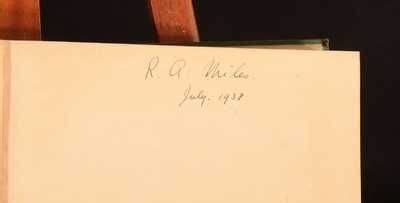 R. A. Miles.
July. 1938